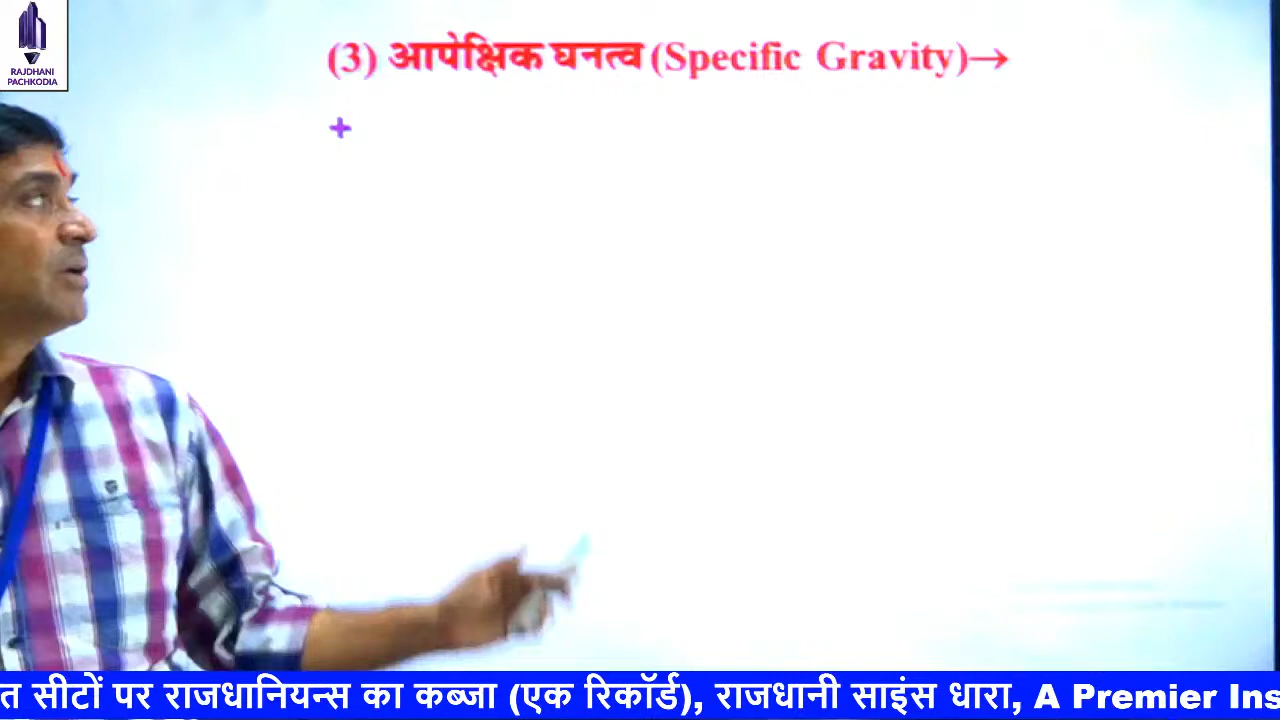 RAJDHANI
PACHKODIA
(3) आपेक्षिक घनत्व (Specific Gravity)→
+
त सीटों पर राजधानियन्स का कब्जा (एक रिकॉर्ड), राजधानी साइंस धारा, A Premier Ins